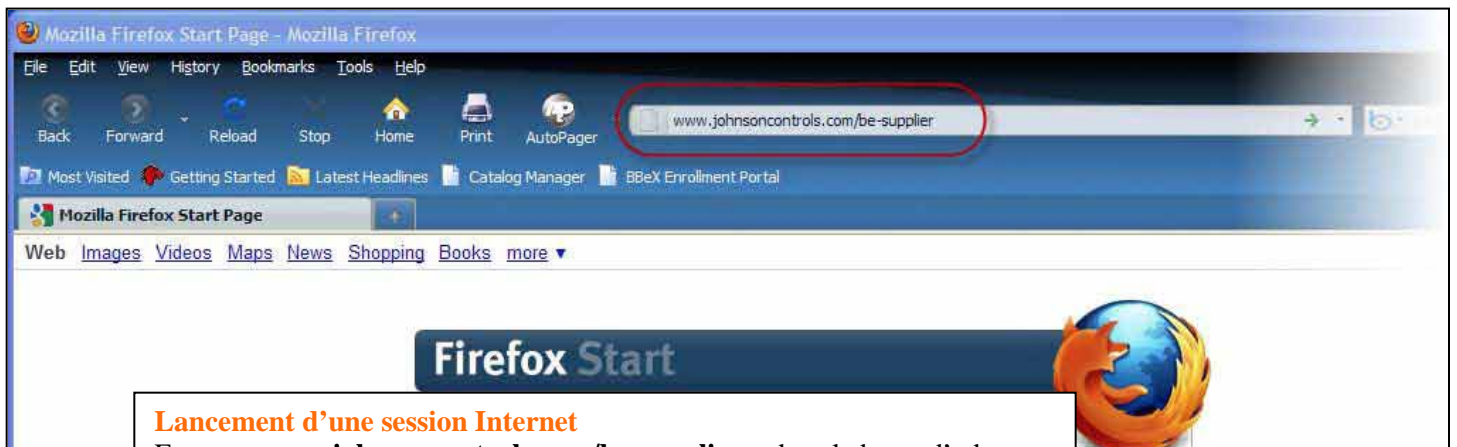 Mozilla Firefox Start Page - Mozilla Firefox
File Edit View History Bookmarks Tools Help
www.johnsoncontrols.com/be-supplier
Back Forward Reload Stop Home Print AutoPager
Most Visited Getting Started Latest Headlines Catalog Manager BBeX Enrollment Portal
Mozilla Firefox Start Page
Web Images Videos Maps News Shopping Books more ▼
Firefox Start
Lancement d’une session Internet